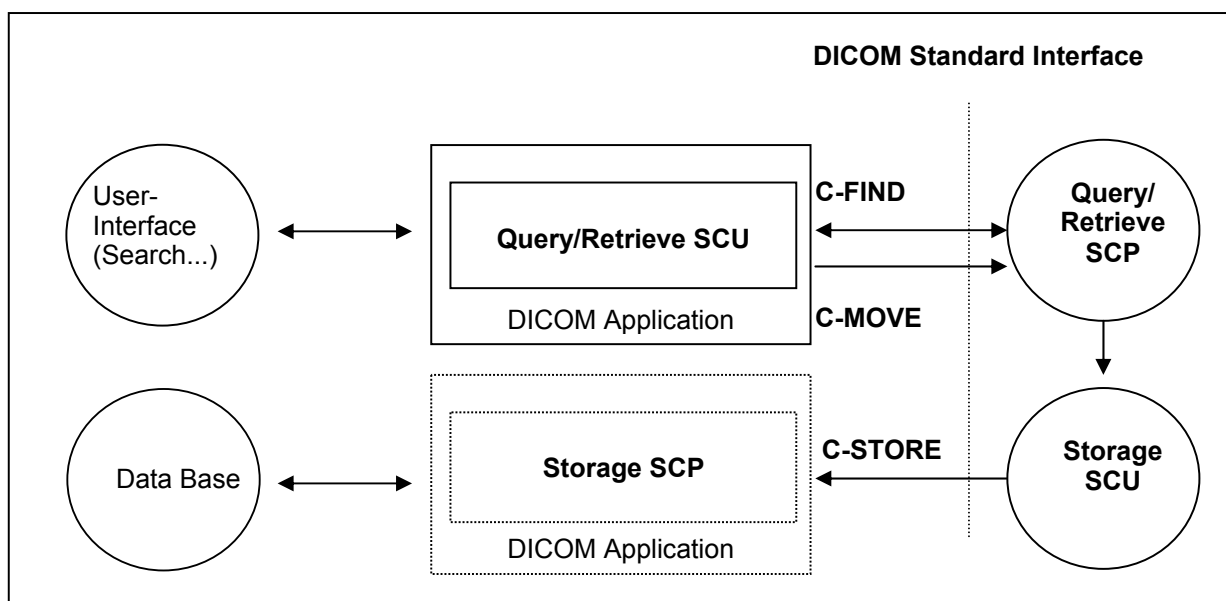 DICOM Standard Interface
User-
Interface
(Search...)
Query/Retrieve SCU
DICOM Application
C-FIND
C-MOVE
Query/
Retrieve
SCP
Data Base
Storage SCP
DICOM Application
C-STORE
Storage
SCU